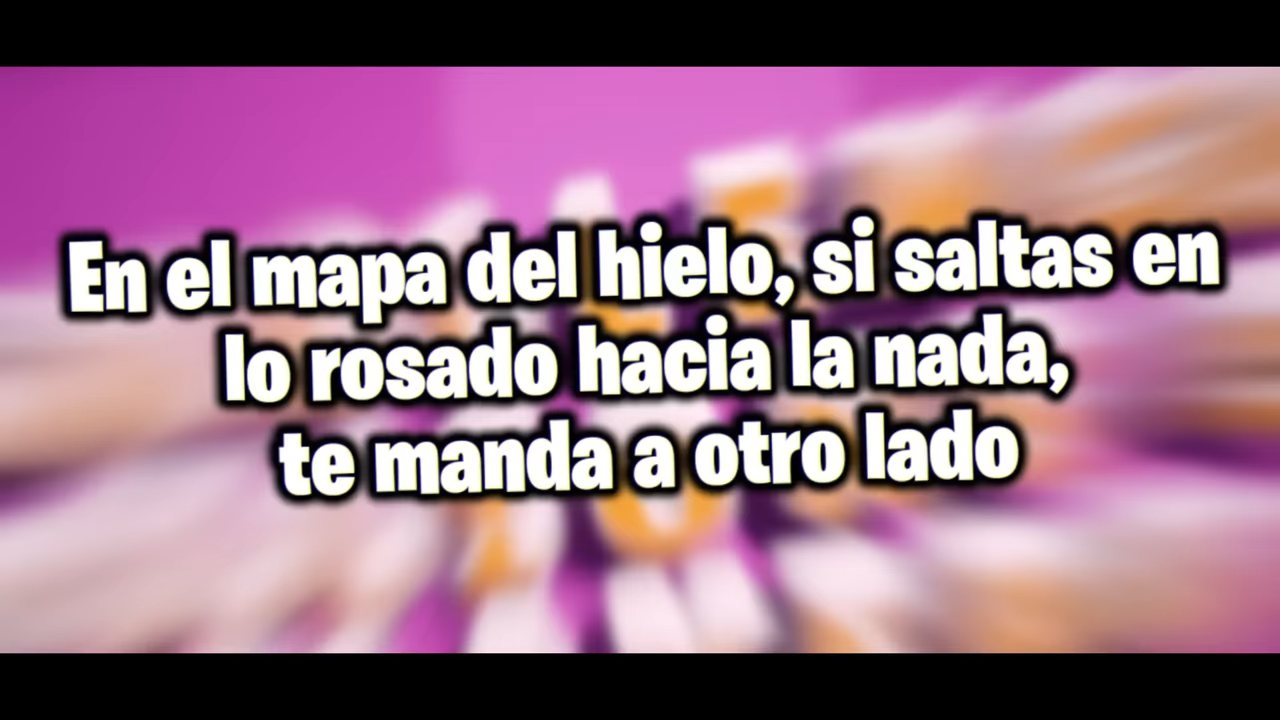 En el mapa del hielo, si saltas en
lo rosado hacia la nada,
te manda a otro lado